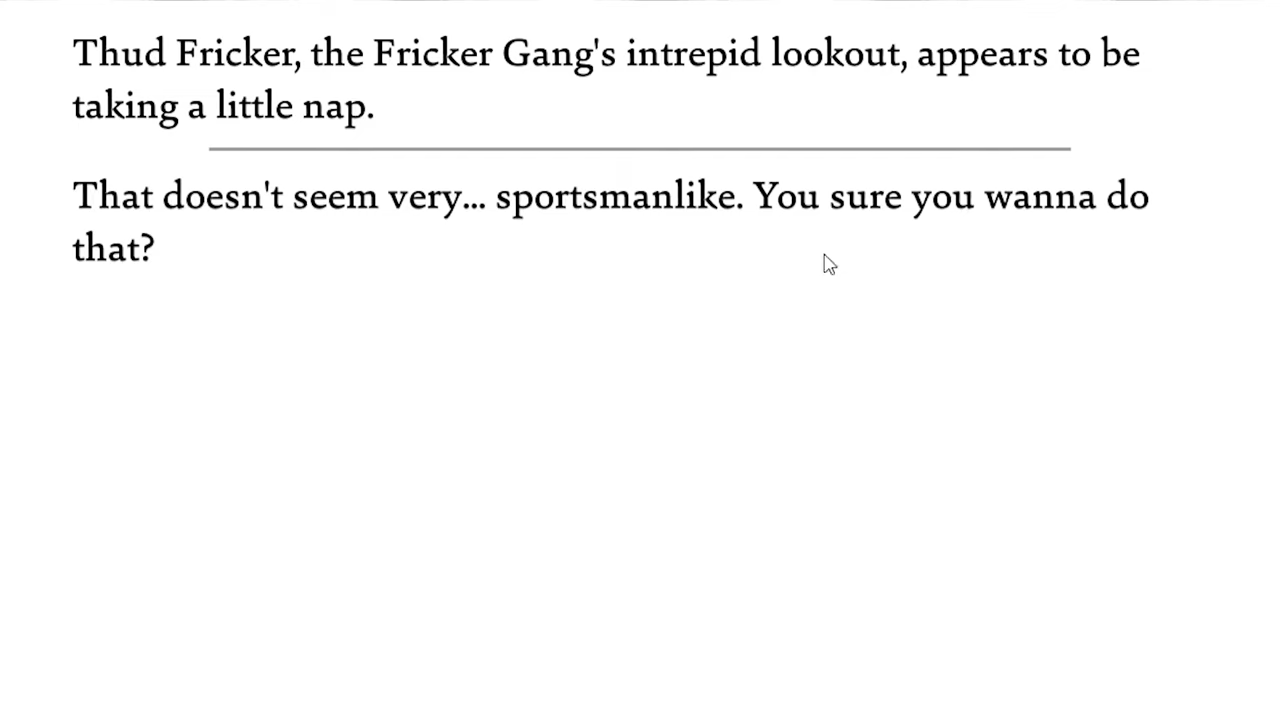 Thud Fricker, the Fricker Gang's intrepid lookout, appears to be
taking a little nap.
That doesn't seem very... sportsmanlike. You sure you wanna do
that?